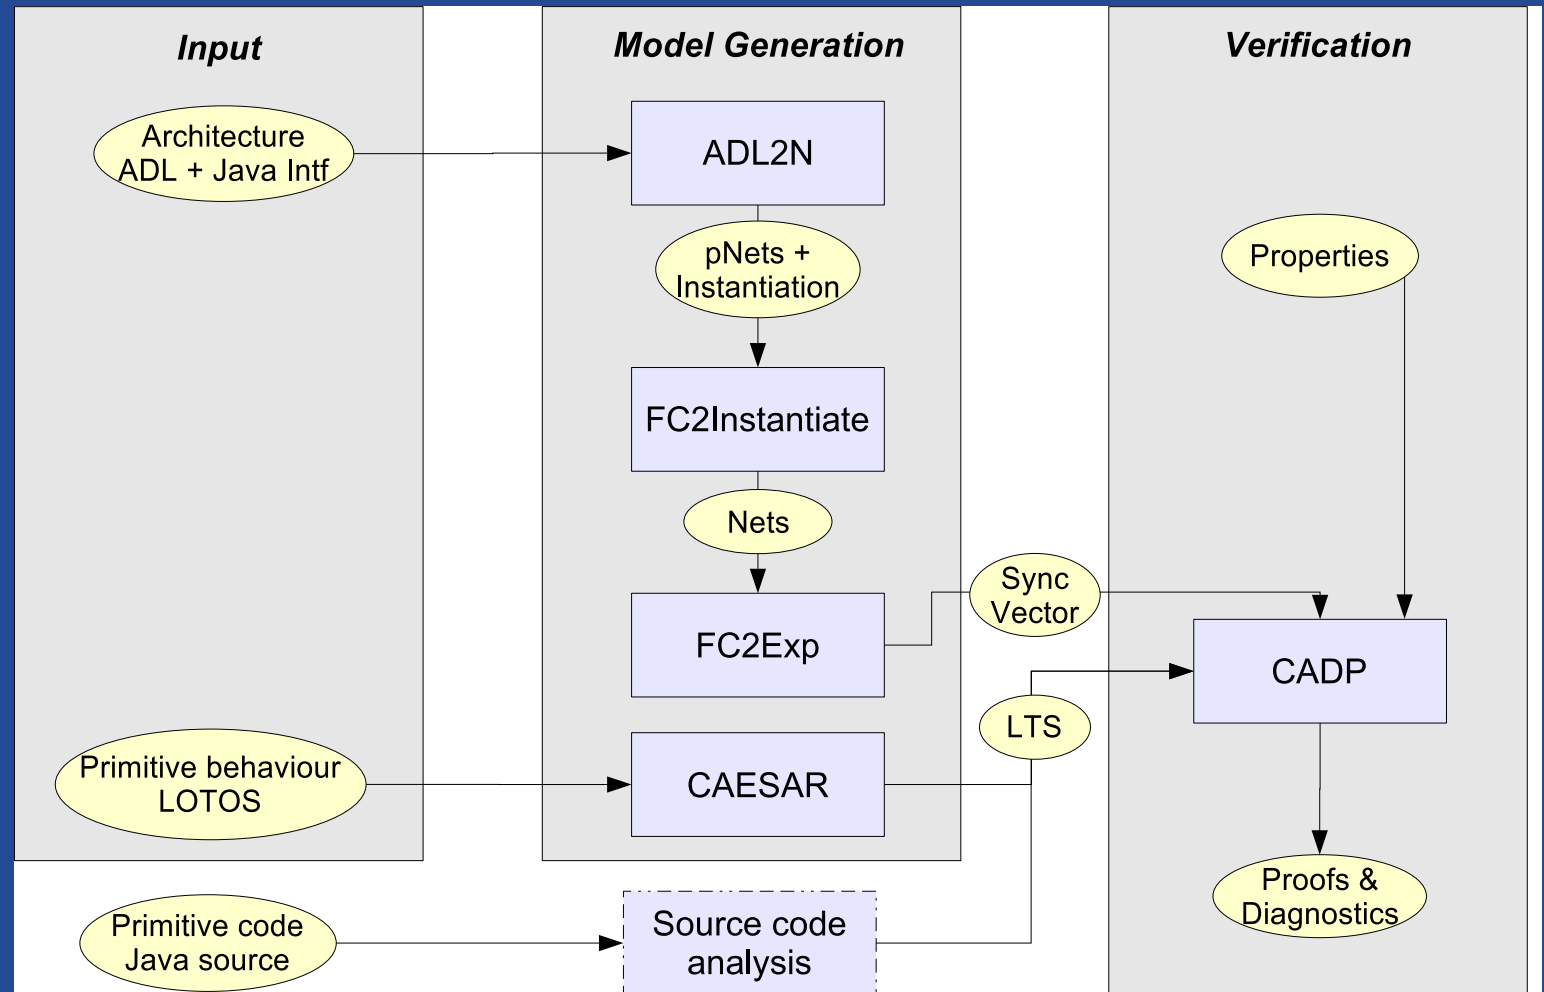 Input
Model Generation
Verification
Architecture
ADL + Java Intf
ADL2N
pNets +
Instantiation
Properties
FC2Instantiate
Nets
Sync
Vector
FC2Exp
CADP
LTS
Primitive behaviour
LOTOS
CAESAR
Proofs &
Diagnostics
Primitive code
Java source
Source code
analysis